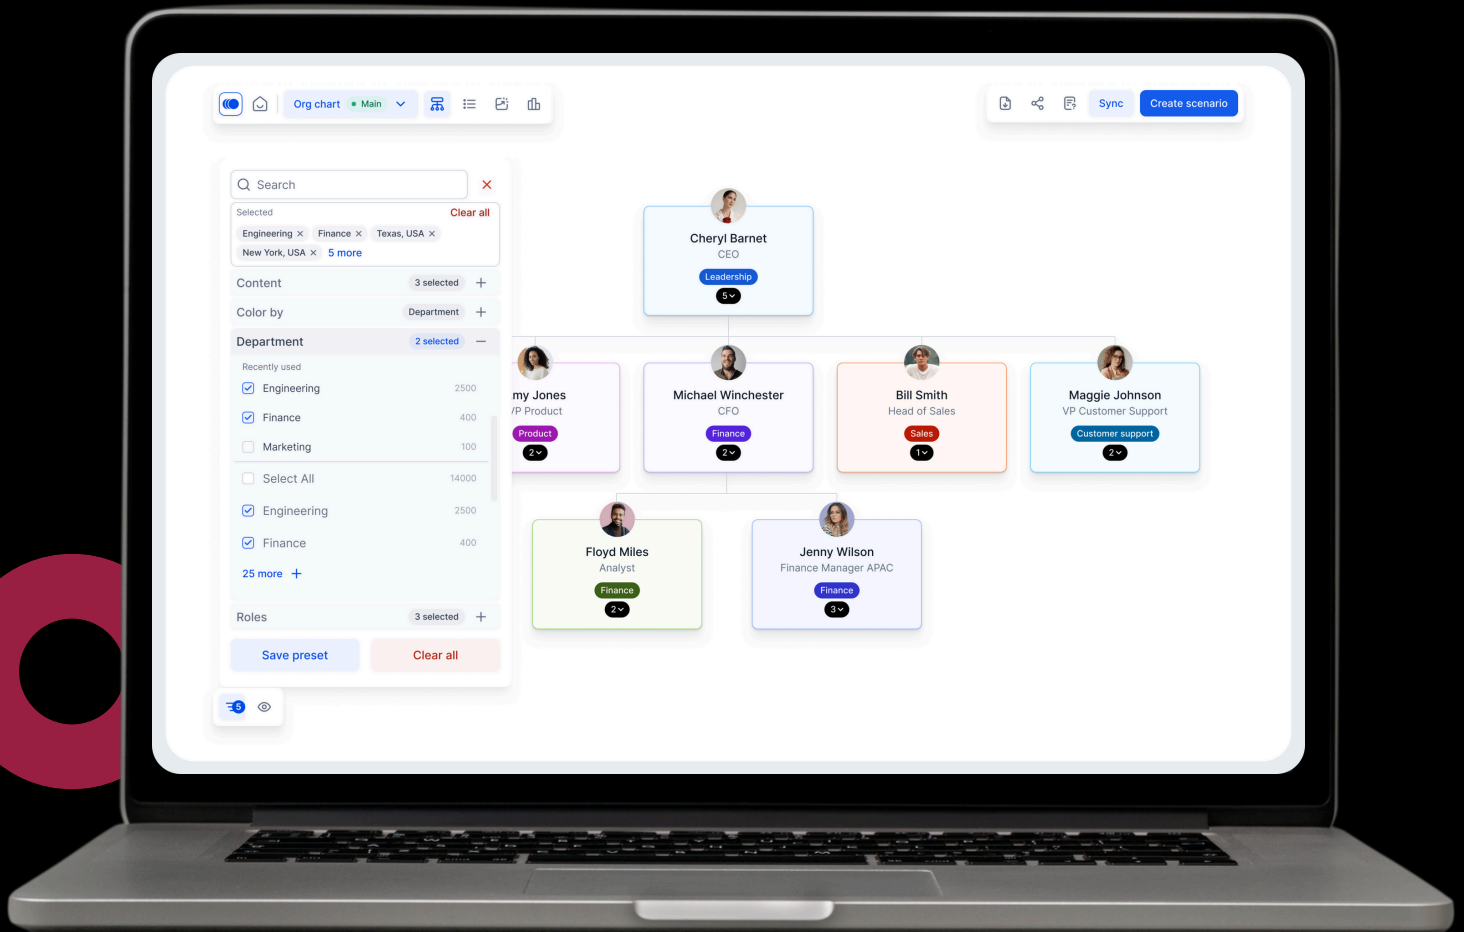 Org chart • Main
Sync
Create scenario
Search
Selected
Clear all
Engineering × Finance × Texas, USA ×
New York, USA × 5 more
Content 3 selected +
Color by Department +
Department 2 selected −
Recently used
Engineering 2500
Finance 400
Marketing 100
Select All 14000
Engineering 2500
Finance 400
25 more +
Roles 3 selected +
Save preset
Clear all
5
Cheryl Barnet
CEO
Leadership
5
my Jones
VP Product
Product
2
Michael Winchester
CFO
Finance
2
Bill Smith
Head of Sales
Sales
1
Maggie Johnson
VP Customer Support
Customer support
2
Floyd Miles
Analyst
Finance
2
Jenny Wilson
Finance Manager APAC
Finance
3